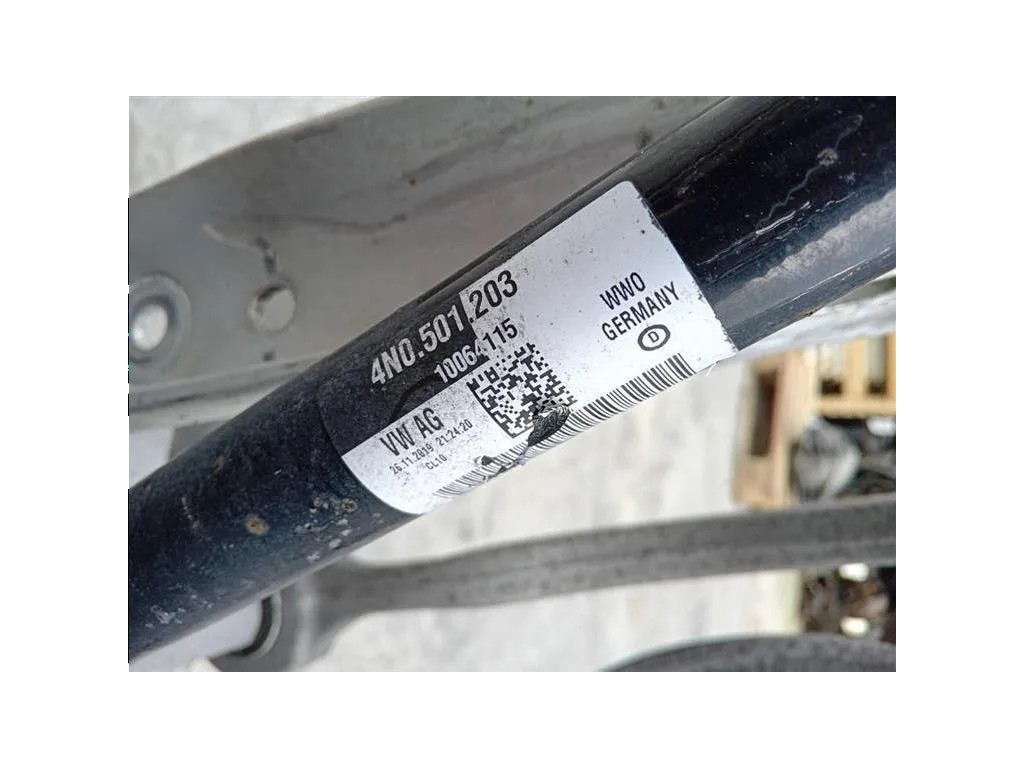 4N0.501.203
10064115
WWO
GERMANY
D
VW AG
26.11.2019 21:24:20
CL10